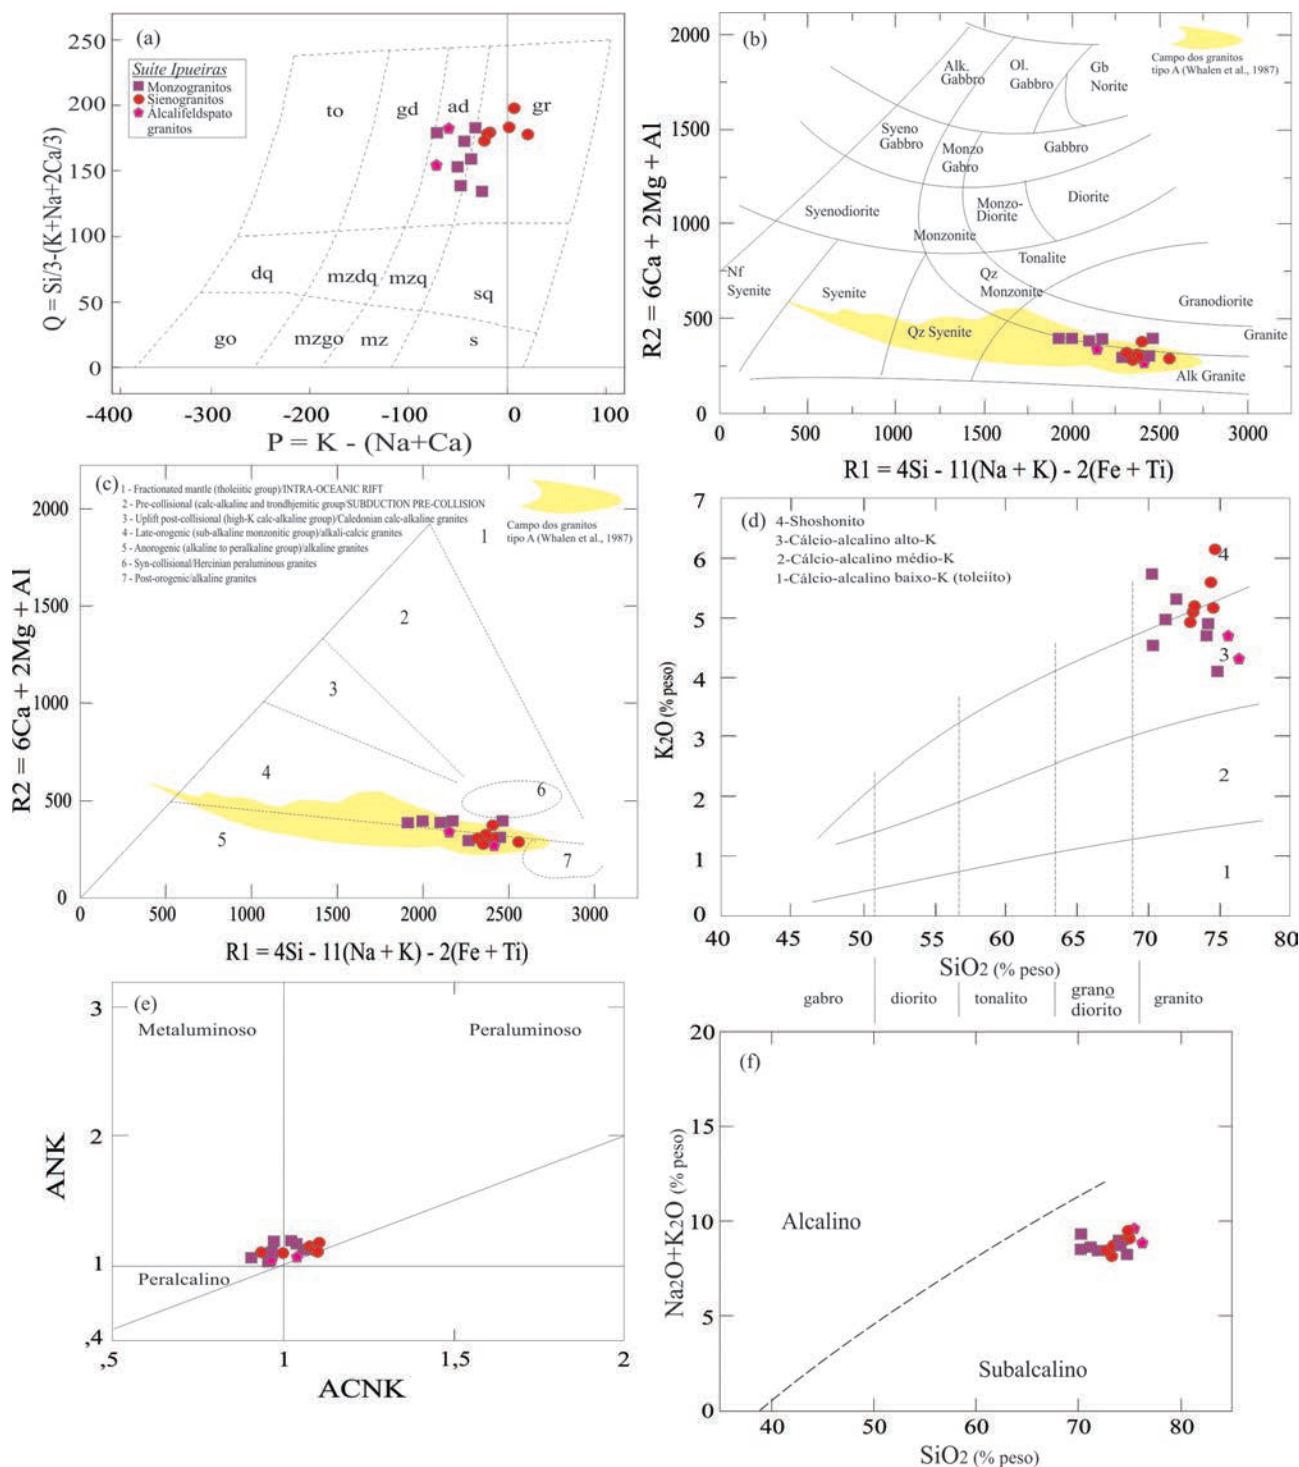 (a)
250
200
150
100
50
0
Q = Si/3-(K+Na+2Ca/3)
Suíte Ipueiras
Monzogranitos
Sienogranitos
Álcalifeldspato
granitos
to
gd
ad
gr
dq
mzdq
mzq
sq
go
mzgo
mz
s
-400
-300
-200
-100
0
100
P = K - (Na+Ca)
(b)
2000
1500
1000
500
0
R2 = 6Ca + 2Mg + Al
Campo dos granitos
tipo A (Whalen et al., 1987)
Alk.
Gabbro
Ol.
Gabbro
Gb
Norite
Syeno
Gabbro
Monzo
Gabro
Gabbro
Syenodiorite
Monzo-
Diorite
Diorite
Monzonite
Tonalite
Nf
Syenite
Syenite
Qz
Monzonite
Granodiorite
Qz Syenite
Granite
Alk Granite
0
500
1000
1500
2000
2500
3000
R1 = 4Si - 11(Na + K) - 2(Fe + Ti)
(c)
1 - Fractionated mantle (tholeiitic group)/INTRA-OCEANIC RIFT
2 - Pre-collisional (calc-alkaline and trondhjemitic group/SUBDUCTION PRE-COLLISION
3 - Uplift post-collisional (high-K calc-alkaline group)/Caledonian calc-alkaline granites
4 - Late-orogenic (sub-alkaline monzonitic group)/alkali-calcic granites
5 - Anorogenic (alkaline to peralkaline group)/alkaline granites
6 - Syn-collisional/Hercinian peraluminous granites
7 - Post-orogenic/alkaline granites
Campo dos granitos
tipo A (Whalen et al., 1987)
2000
1500
1000
500
0
R2 = 6Ca + 2Mg + Al
1
2
3
4
5
6
7
0
500
1000
1500
2000
2500
3000
R1 = 4Si - 11(Na + K) - 2(Fe + Ti)
(d)
4-Shoshonito
3-Cálcio-alcalino alto-K
2-Cálcio-alcalino médio-K
1-Cálcio-alcalino baixo-K (toleiíto)
7
6
5
4
3
2
1
0
K2O (% peso)
4
3
2
1
40
45
50
55
60
65
70
75
80
SiO2 (% peso)
gabro
diorito
tonalito
grano
diorito
granito
(e)
3
2
1
,4
ANK
Metaluminoso
Peraluminoso
Peralcalino
,5
1
1,5
2
ACNK
(f)
20
15
10
5
0
Na2O+K2O (% peso)
Alcalino
Subalcalino
40
50
60
70
80
SiO2 (% peso)